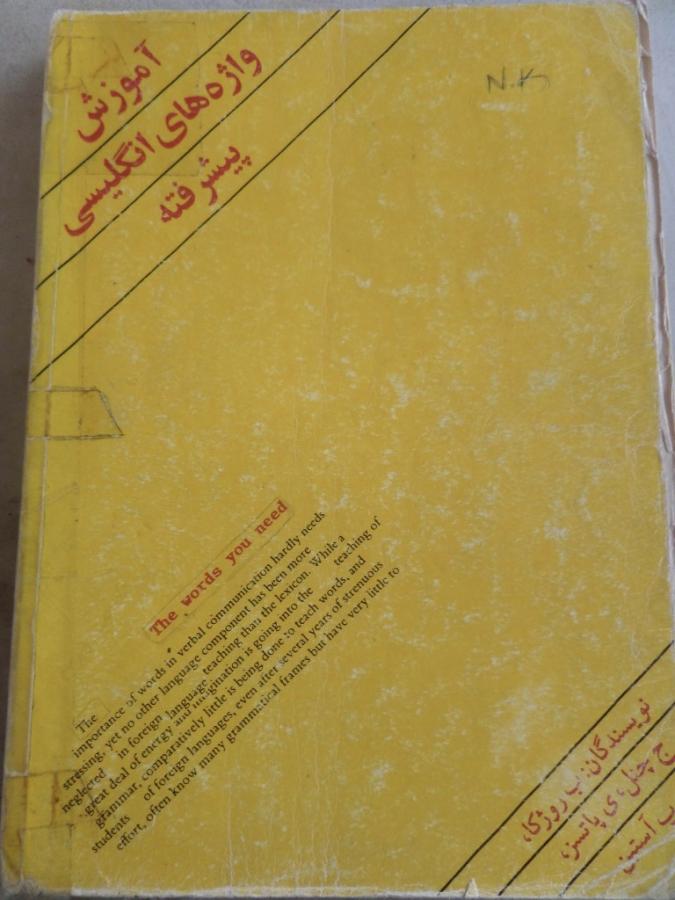 آموزش
واژه‌های انگلیسی
پیشرفته
N.K
The words you need
The
importance of words in verbal communication hardly needs
stressing, yet no other language component has been more
neglected in foreign language teaching than the lexicon. While a
great deal of energy and imagination is going into the teaching of
grammar, comparatively little is being done to teach words, and
students of foreign languages, even after several years of strenuous
effort, often know many grammatical frames but have very little to
نویسندگان: پ روژکا،
ج چنل، ی پاتسز،
ب آستین